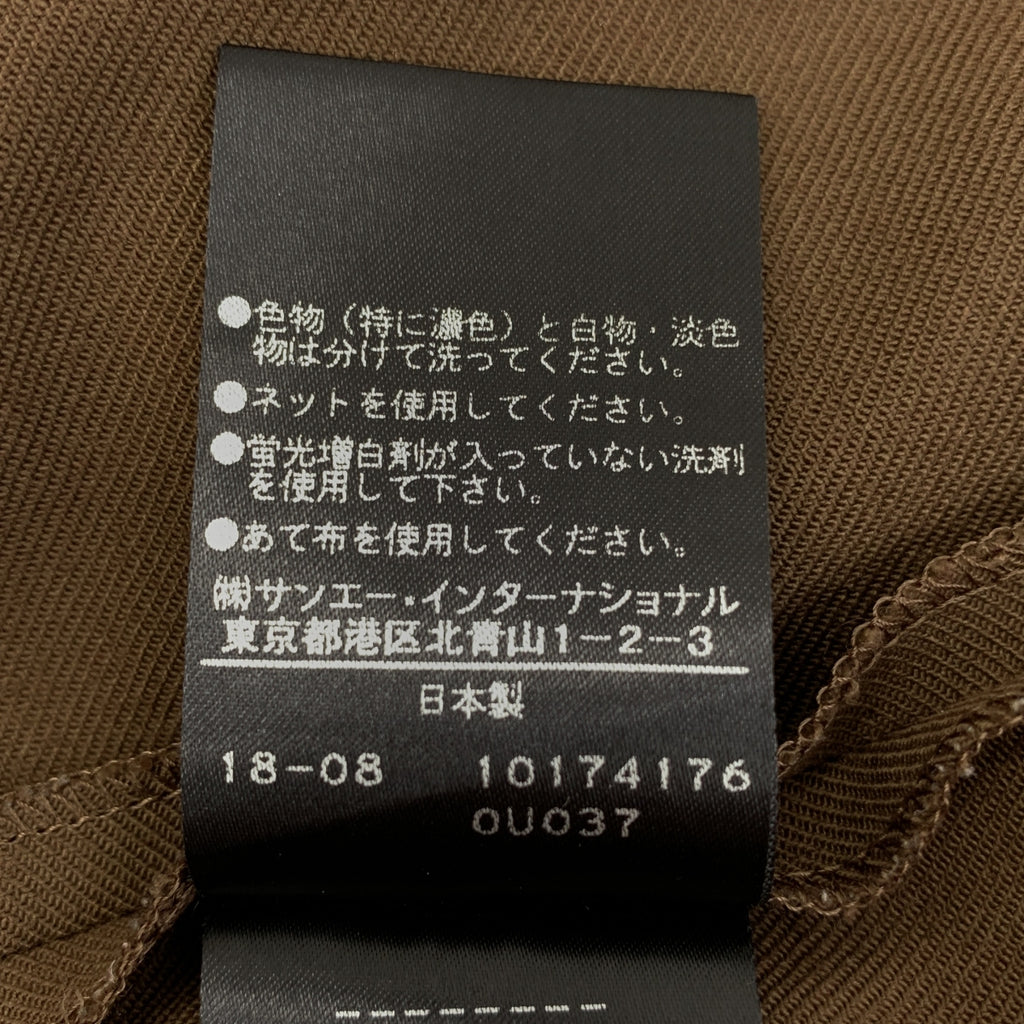 ●色物（特に濃色）と白物・淡色
物は分けて洗ってください。
●ネットを使用してください。
●蛍光増白剤が入っていない洗剤
を使用して下さい。
●あて布を使用してください。
㈱サンエー・インターナショナル
東京都港区北青山1-2-3
日本製
18-08 10174176
0U037